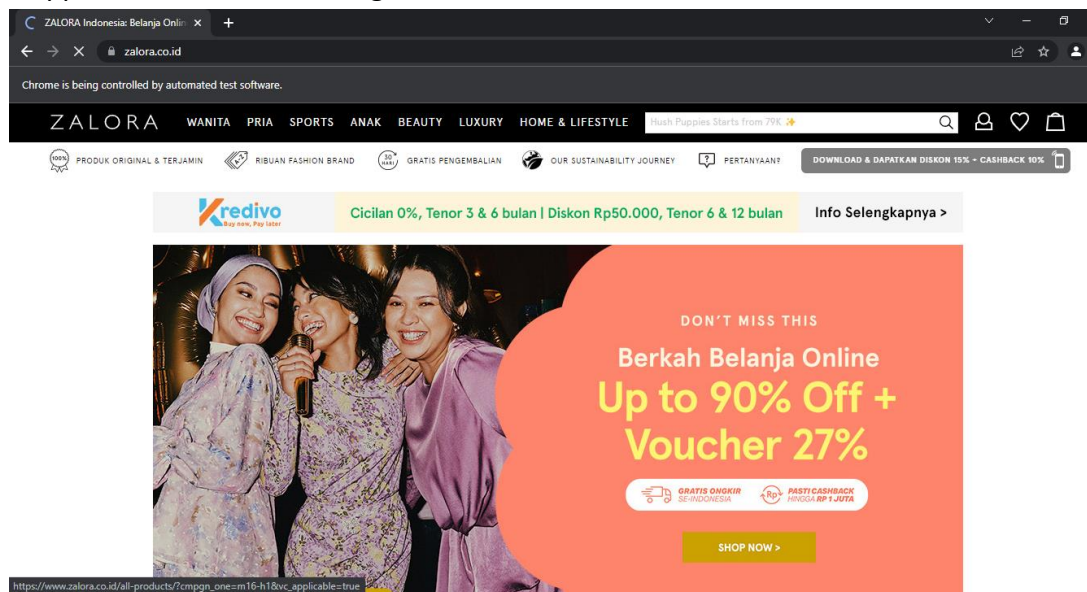 ZALORA Indonesia: Belanja Onlin
zalora.co.id
Chrome is being controlled by automated test software.
ZALORA WANITA PRIA SPORTS ANAK BEAUTY LUXURY HOME & LIFESTYLE Hush Puppies Starts from 79K
100% PRODUK ORIGINAL & TERJAMIN RIBUAN FASHION BRAND 30 HARI GRATIS PENGEMBALIAN OUR SUSTAINABILITY JOURNEY ? PERTANYAAN? DOWNLOAD & DAPATKAN DISKON 15% + CASHBACK 10%
Kredivo
Buy now, Pay later
Cicilan 0%, Tenor 3 & 6 bulan | Diskon Rp50.000, Tenor 6 & 12 bulan Info Selengkapnya >
DON'T MISS THIS
Berkah Belanja Online
Up to 90% Off +
Voucher 27%
GRATIS ONGKIR
SE-INDONESIA
Rp
PASTI CASHBACK
HINGGA RP 1 JUTA
SHOP NOW >
https://www.zalora.co.id/all-products/?cmpgn_one=m16-h1&vc_applicable=true